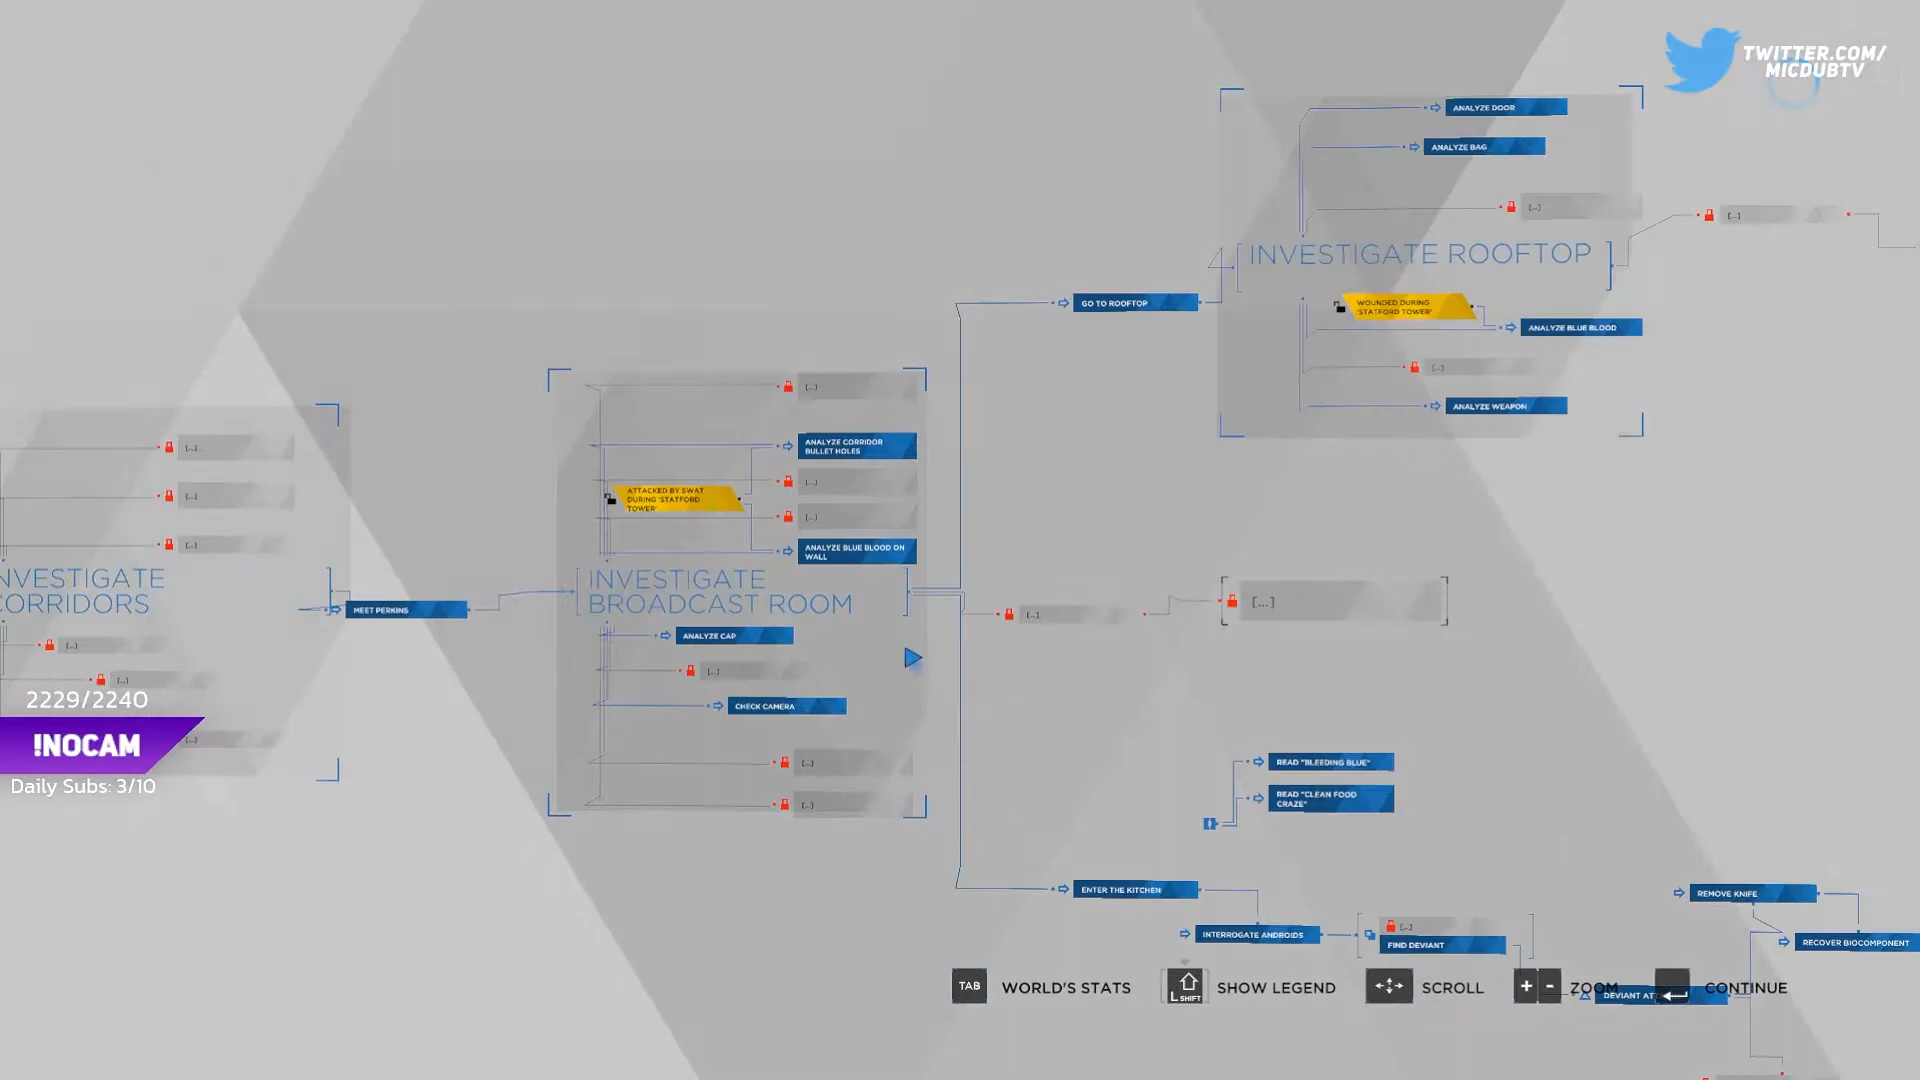 TWITTER.COM/
MICDUBTV
ANALYZE DOOR
ANALYZE BAG
[...]
[...]
INVESTIGATE ROOFTOP
GO TO ROOFTOP
WOUNDED DURING
'STATFORD TOWER'
ANALYZE BLUE BLOOD
[...]
ANALYZE WEAPON
[...]
ANALYZE CORRIDOR
BULLET HOLES
[...]
ATTACKED BY SWAT
DURING 'STATFORD
TOWER'
[...]
ANALYZE BLUE BLOOD ON
WALL
[...]
[...]
[...]
NVESTIGATE
CORRIDORS
MEET PERKINS
INVESTIGATE
BROADCAST ROOM
[...]
[...]
ANALYZE CAP
[...]
CHECK CAMERA
[...]
[...]
[...]
[...]
2229/2240
[...]
!NOCAM
Daily Subs: 3/10
READ "BLEEDING BLUE"
READ "CLEAN FOOD
CRAZE"
ENTER THE KITCHEN
INTERROGATE ANDROIDS
[...]
FIND DEVIANT
REMOVE KNIFE
RECOVER BIOCOMPONENT
DEVIANT AT
TAB
WORLD'S STATS
L SHIFT
SHOW LEGEND
SCROLL
+ -
ZOOM
CONTINUE